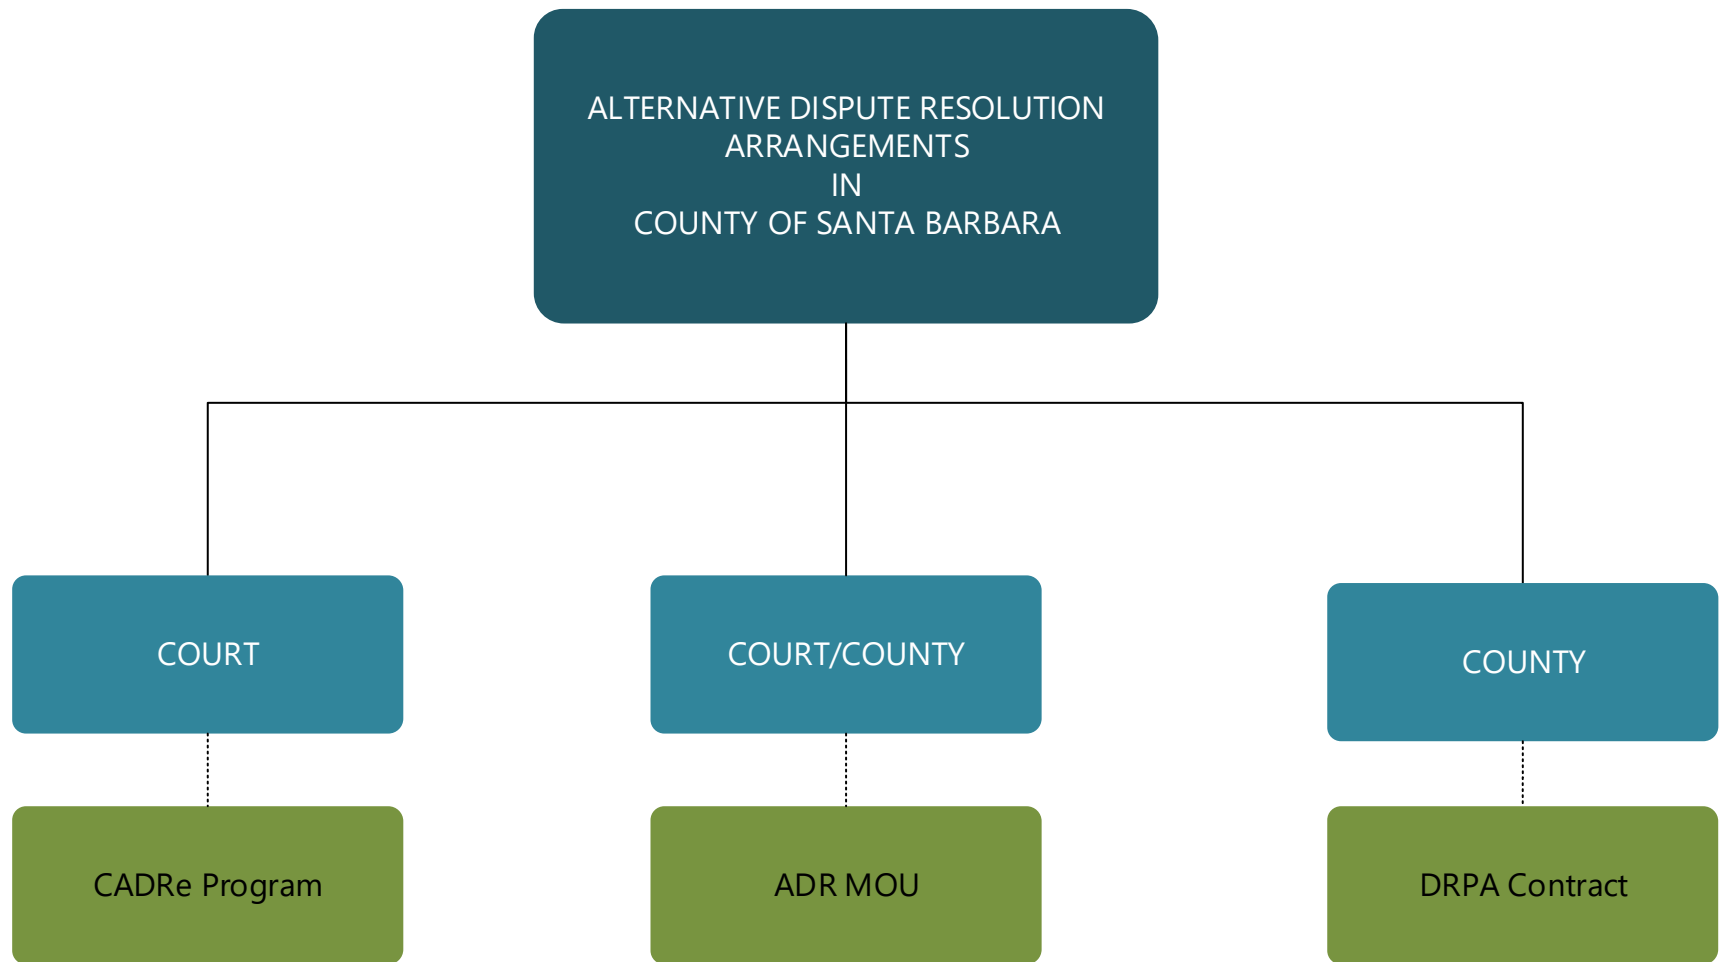 ALTERNATIVE DISPUTE RESOLUTION
ARRANGEMENTS
IN
COUNTY OF SANTA BARBARA
COURT
COURT/COUNTY
COUNTY
CADRe Program
ADR MOU
DRPA Contract